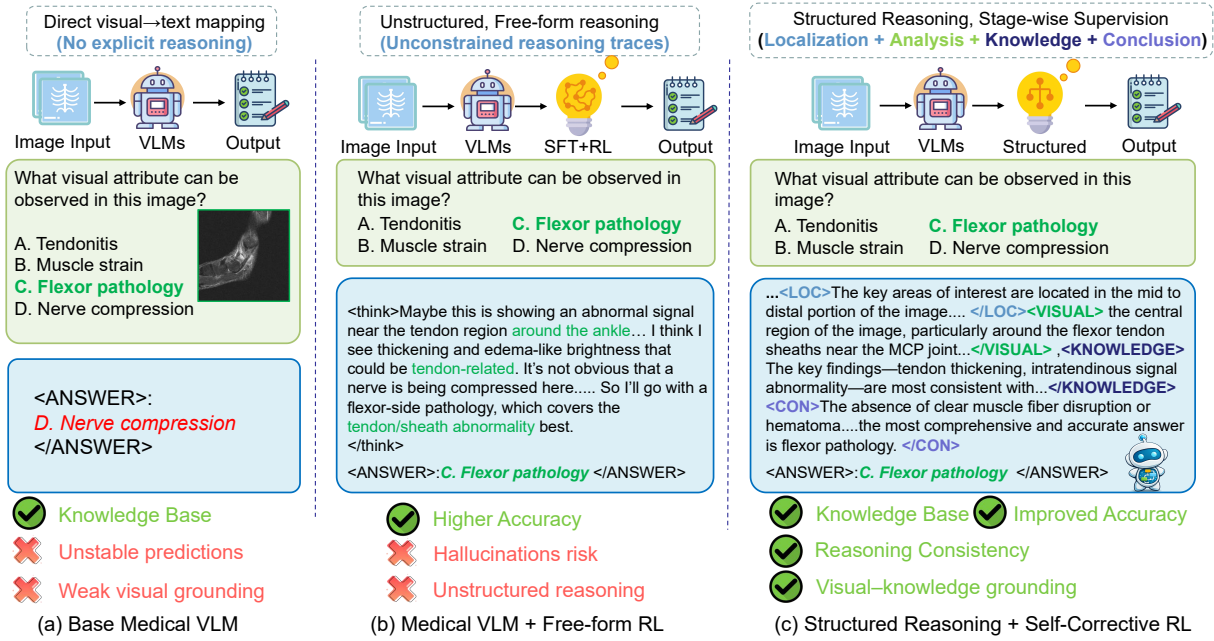 Direct visual→text mapping
(No explicit reasoning)
Image Input
VLMs
Output
What visual attribute can be
observed in this image?
A. Tendonitis
B. Muscle strain
C. Flexor pathology
D. Nerve compression
<ANSWER>:
D. Nerve compression
</ANSWER>
Knowledge Base
Unstable predictions
Weak visual grounding
(a) Base Medical VLM
Unstructured, Free-form reasoning
(Unconstrained reasoning traces)
Image Input
VLMs
SFT+RL
Output
What visual attribute can be observed in
this image?
A. Tendonitis
C. Flexor pathology
B. Muscle strain
D. Nerve compression
<think>Maybe this is showing an abnormal signal
near the tendon region around the ankle… I think I
see thickening and edema-like brightness that
could be tendon-related. It's not obvious that a
nerve is being compressed here..... So I'll go with a
flexor-side pathology, which covers the
tendon/sheath abnormality best.
</think>
<ANSWER>:C. Flexor pathology </ANSWER>
Higher Accuracy
Hallucinations risk
Unstructured reasoning
(b) Medical VLM + Free-form RL
Structured Reasoning, Stage-wise Supervision
(Localization + Analysis + Knowledge + Conclusion)
Image Input
VLMs
Structured
Output
What visual attribute can be observed in this
image?
A. Tendonitis
C. Flexor pathology
B. Muscle strain
D. Nerve compression
...<LOC>The key areas of interest are located in the mid to
distal portion of the image.... </LOC><VISUAL> the central
region of the image, particularly around the flexor tendon
sheaths near the MCP joint...</VISUAL> ,<KNOWLEDGE>
The key findings—tendon thickening, intratendinous signal
abnormality—are most consistent with...</KNOWLEDGE>
<CON>The absence of clear muscle fiber disruption or
hematoma....the most comprehensive and accurate answer
is flexor pathology. </CON>
<ANSWER>:C. Flexor pathology </ANSWER>
Knowledge Base
Improved Accuracy
Reasoning Consistency
Visual–knowledge grounding
(c) Structured Reasoning + Self-Corrective RL